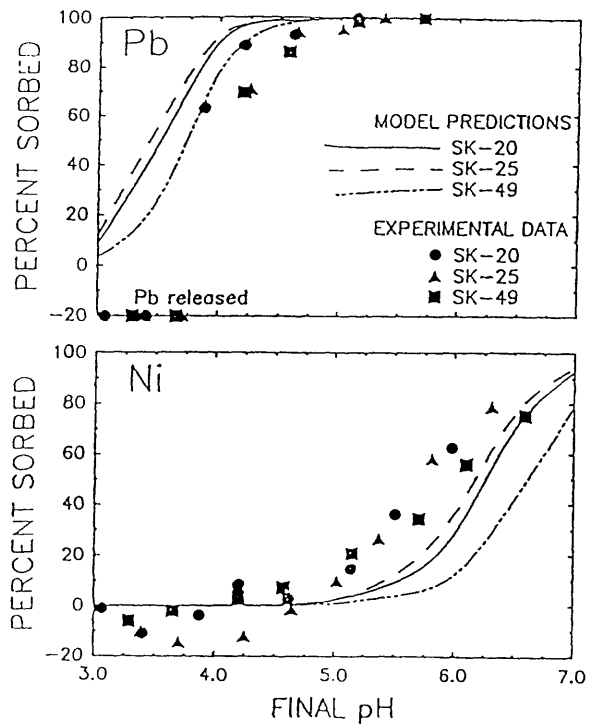 100
Pb
80
60
MODEL PREDICTIONS
SK-20
40
SK-25
SK-49
20
EXPERIMENTAL DATA
SK-20
0
SK-25
Pb released
SK-49
-20
PERCENT SORBED
100
Ni
80
60
40
20
0
-20
PERCENT SORBED
3.0 4.0 5.0 6.0 7.0
FINAL pH